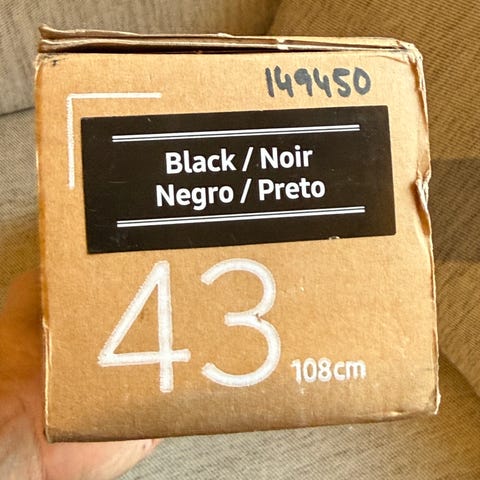 149450
Black / Noir
Negro / Preto
43
108cm